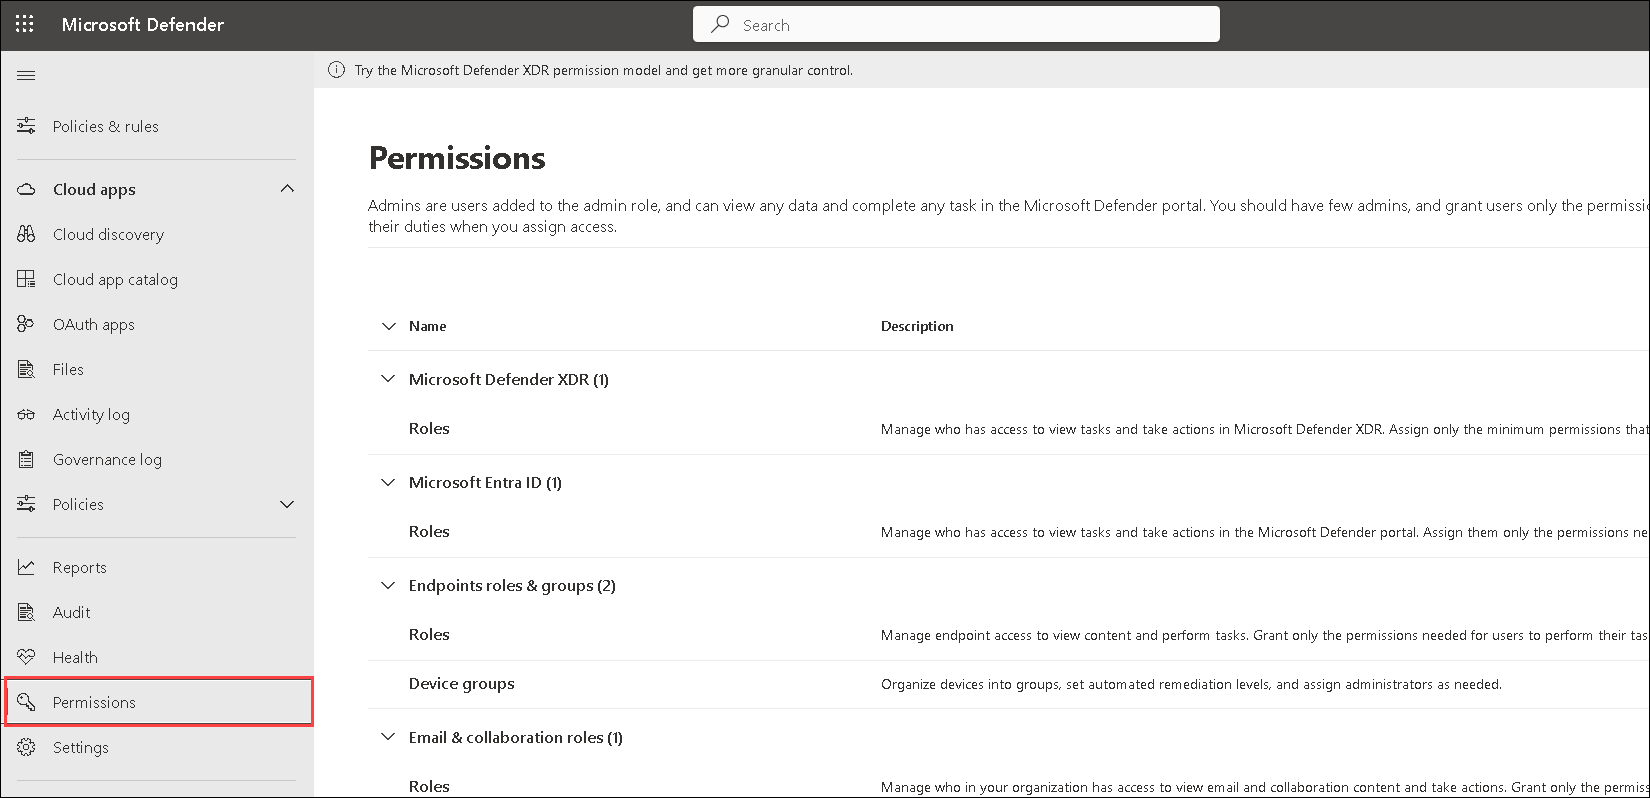 Microsoft Defender
Search
Try the Microsoft Defender XDR permission model and get more granular control.
Policies & rules
Cloud apps
Cloud discovery
Cloud app catalog
OAuth apps
Files
Activity log
Governance log
Policies
Reports
Audit
Health
Permissions
Settings
Permissions
Admins are users added to the admin role, and can view any data and complete any task in the Microsoft Defender portal. You should have few admins, and grant users only the
their duties when you assign access.
Name Description
Microsoft Defender XDR (1)
Roles Manage who has access to view tasks and take actions in Microsoft Defender XDR. Assign only the minimum permissions that
Microsoft Entra ID (1)
Roles Manage who has access to view tasks and take actions in the Microsoft Defender portal. Assign them only the permissions
Endpoints roles & groups (2)
Roles Manage endpoint access to view content and perform tasks. Grant only the permissions needed for users to perform their
Device groups Organize devices into groups, set automated remediation levels, and assign administrators as needed.
Email & collaboration roles (1)
Roles Manage who in your organization has access to view email and collaboration content and take actions. Grant only the